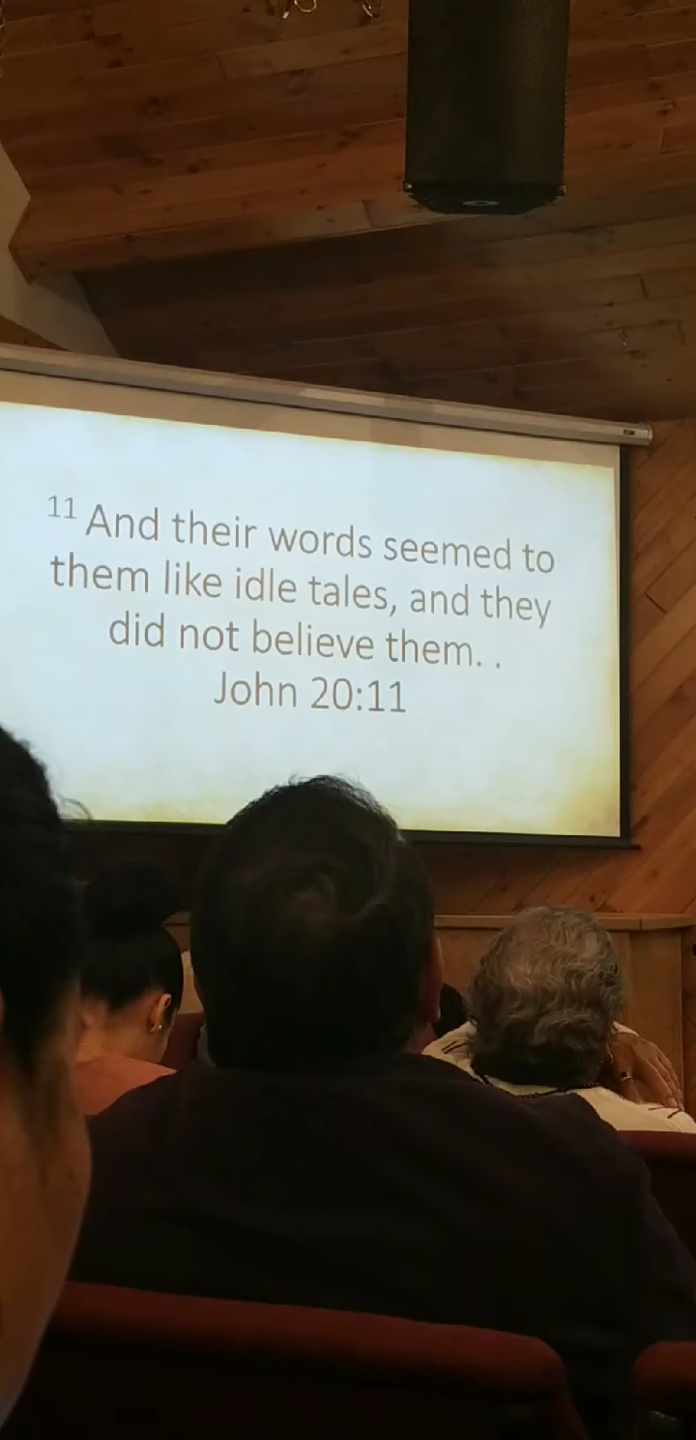 11 And their words seemed to
them like idle tales, and they
did not believe them. .
John 20:11